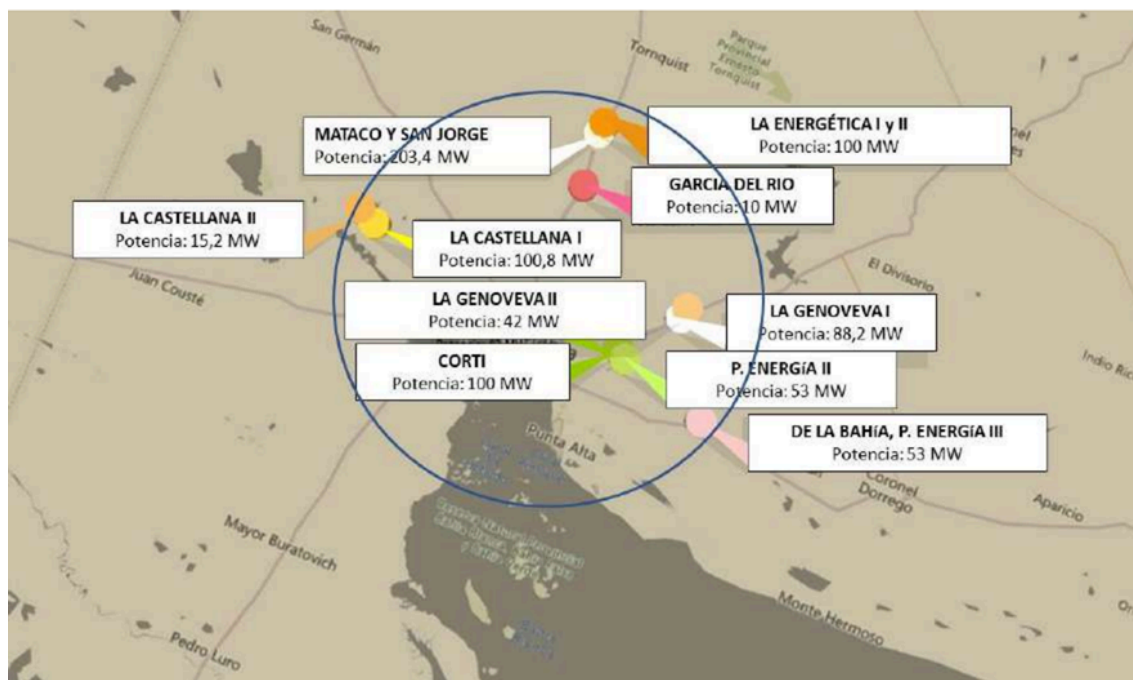 San Germán
Tornquist
Parque
Provincial
Ernesto
Tornquist
MATACO Y SAN JORGE
Potencia: 203,4 MW
LA ENERGÉTICA I y II
Potencia: 100 MW
GARCIA DEL RIO
Potencia: 10 MW
LA CASTELLANA II
Potencia: 15,2 MW
LA CASTELLANA I
Potencia: 100,8 MW
El Divisorio
Juan Cousté
LA GENOVEVA II
Potencia: 42 MW
LA GENOVEVA I
Potencia: 88,2 MW
CORTI
Potencia: 100 MW
P. ENERGíA II
Potencia: 53 MW
Indio Ric
DE LA BAHíA, P. ENERGíA III
Potencia: 53 MW
Punta Alta
Coronel
Dorrego
Aparicio
Mayor Buratovich
Reserva Natural Provincial
Monte Hermoso
Pedro Luro